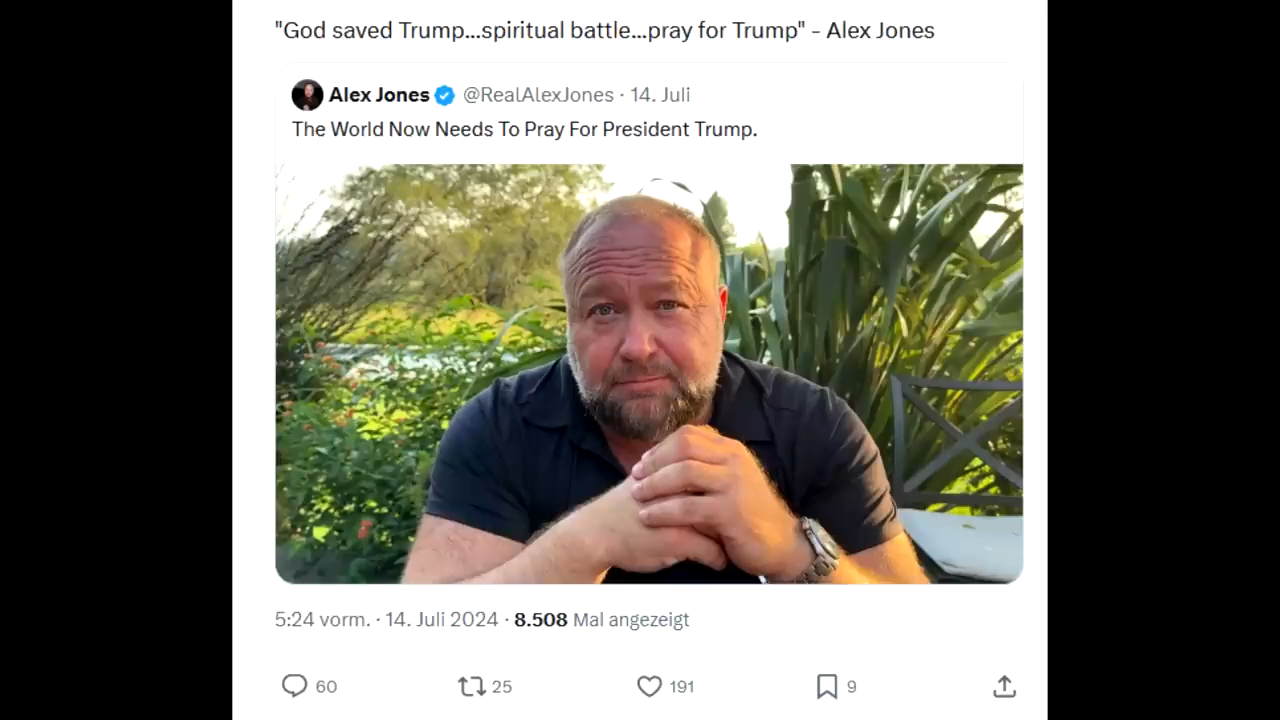 "God saved Trump...spiritual battle...pray for Trump" - Alex Jones
Alex Jones @RealAlexJones · 14. Juli
The World Now Needs To Pray For President Trump.
5:24 vorm. · 14. Juli 2024 · 8.508 Mal angezeigt
60 25 191 9